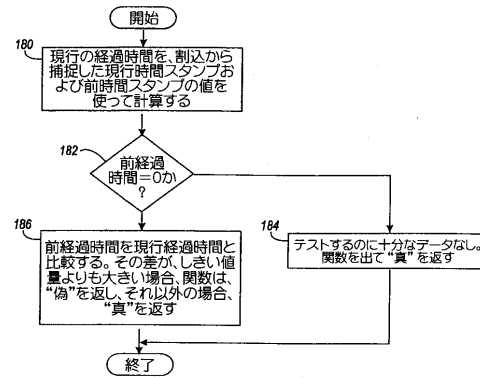 開始
180
現行の経過時間を、割込から
捕捉した現行時間スタンプお
よび前時間スタンプの値を
使って計算する
182
前経過
時間=0か
?
186
前経過時間を現行経過時間と
比較する。その差が、しきい値
量よりも大きい場合、関数は、
“偽”を返し、それ以外の場合、
“真”を返す
184
テストするのに十分なデータなし。
関数を出て“真”を返す
終了